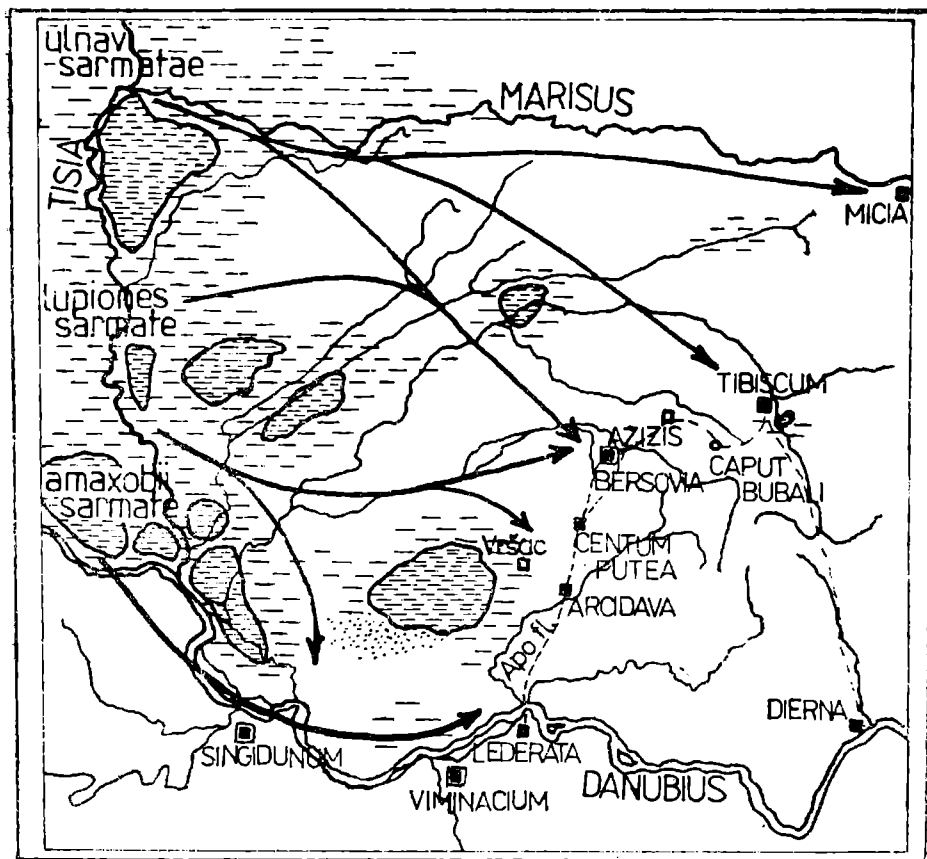 ulnavi
sarmatae
MARISUS
TISIA
MICIA
lupiones
sarmate
TIBISCUM
AZIZIS
CAPUT
BUBALI
BERSOVIA
amaxobii
sarmate
Vršac
CENTUM
PUTEA
ARCIDAVA
Apo fl.
DIERNA
SINGIDUNUM
LEDERATA
DANUBIUS
VIMINACIUM